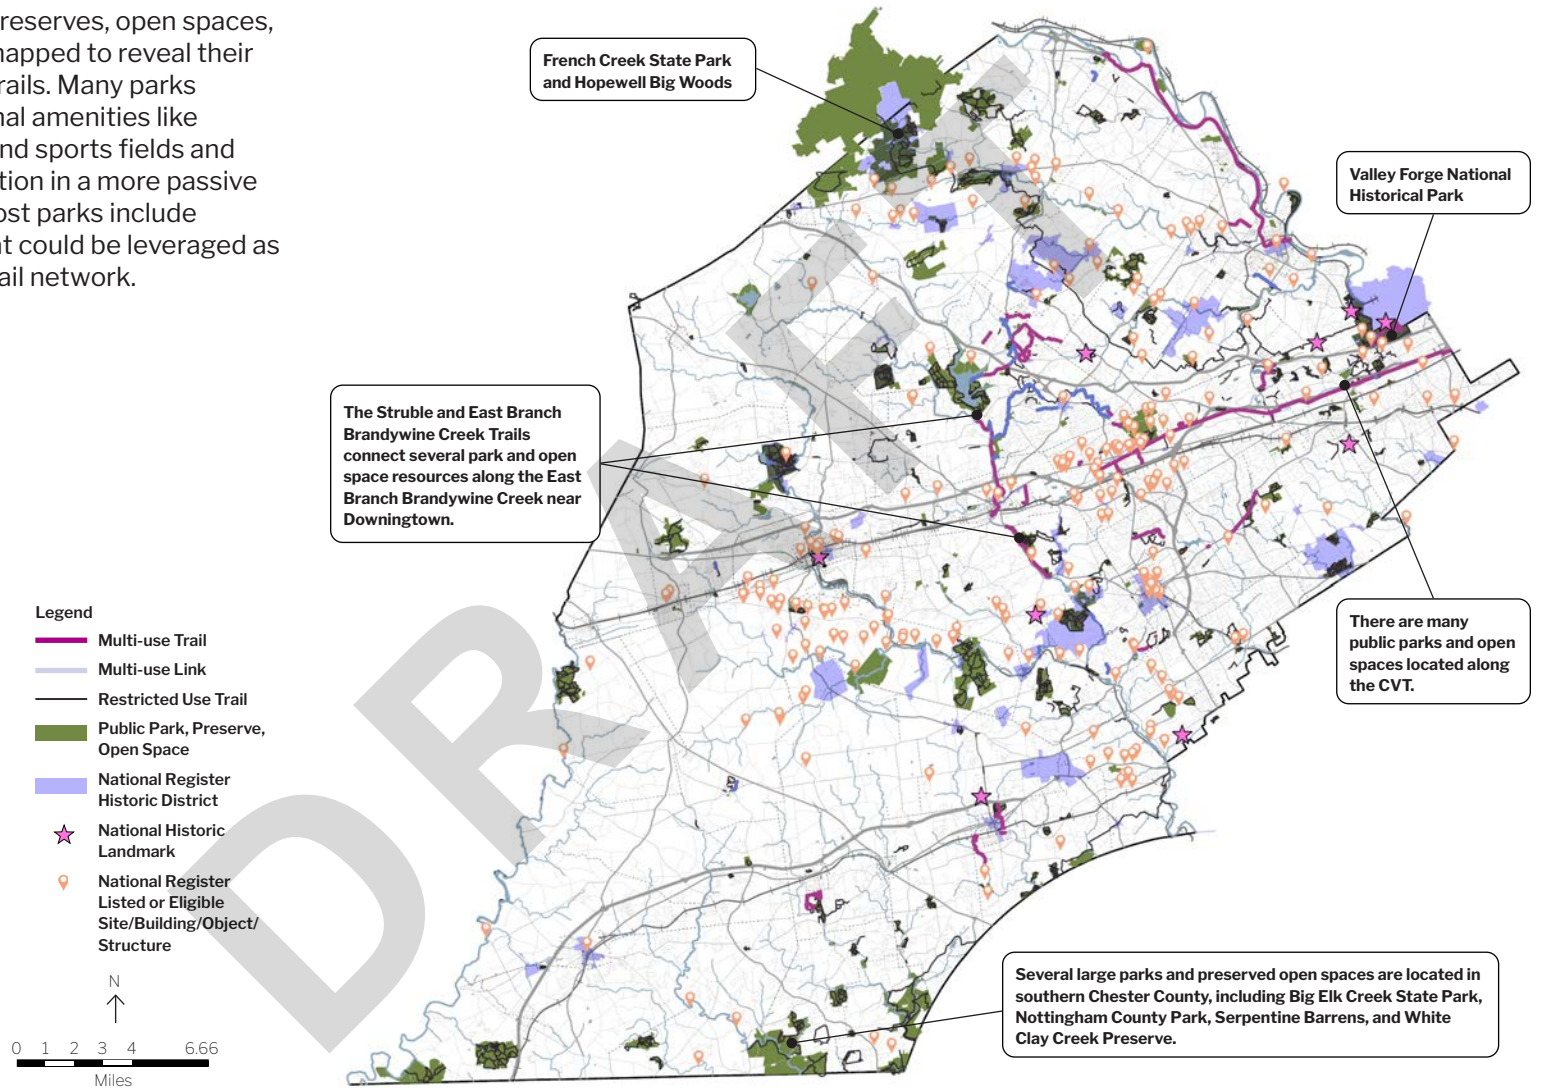 reserves, open spaces,
napped to reveal their
rails. Many parks
nal amenities like
nd sports fields and
tion in a more passive
ost parks include
at could be leveraged as
ail network.
French Creek State Park
and Hopewell Big Woods
Valley Forge National
Historical Park
The Struble and East Branch
Brandywine Creek Trails
connect several park and open
space resources along the East
Branch Brandywine Creek near
Downingtown.
There are many
public parks and open
spaces located along
the CVT.
Several large parks and preserved open spaces are located in
southern Chester County, including Big Elk Creek State Park,
Nottingham County Park, Serpentine Barrens, and White
Clay Creek Preserve.
Legend
Multi-use Trail
Multi-use Link
Restricted Use Trail
Public Park, Preserve,
Open Space
National Register
Historic District
National Historic
Landmark
National Register
Listed or Eligible
Site/Building/Object/
Structure
N
0 1 2 3 4 6.66
Miles
DRAFT